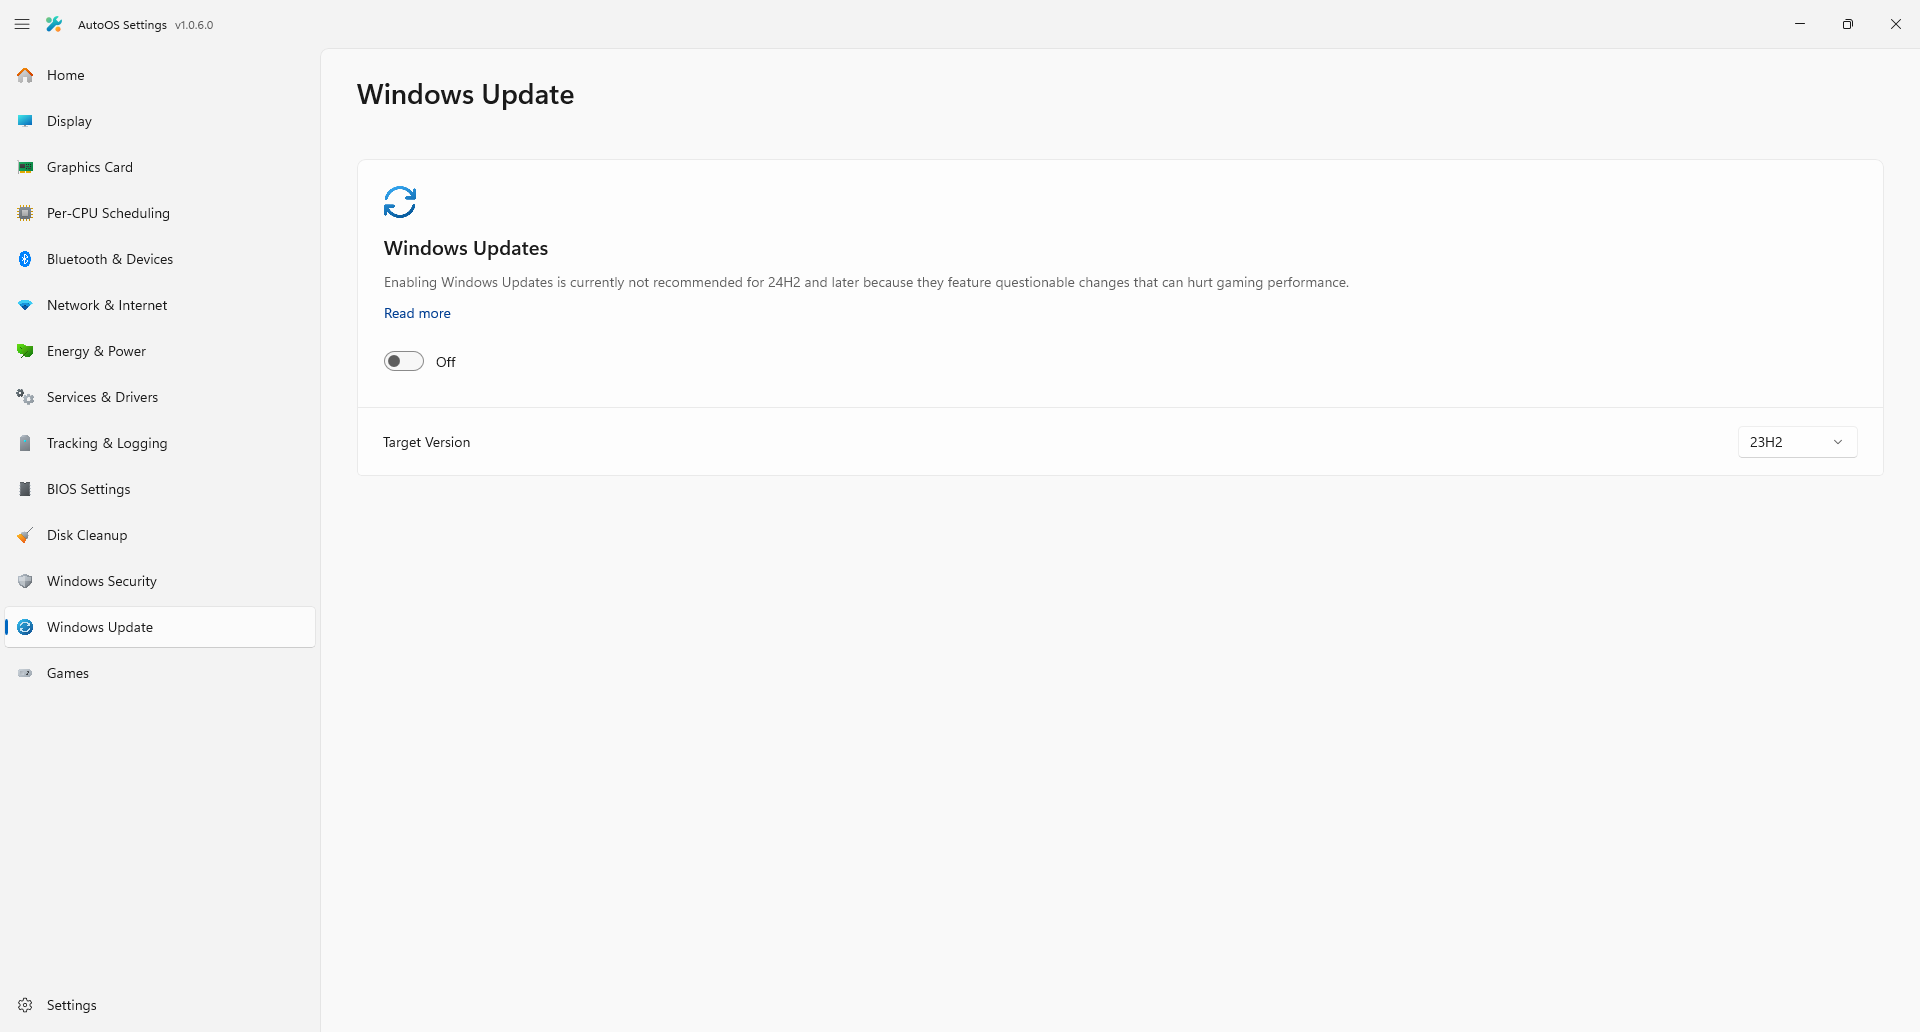 AutoOS Settings v1.0.6.0
Home
Display
Graphics Card
Per-CPU Scheduling
Bluetooth & Devices
Network & Internet
Energy & Power
Services & Drivers
Tracking & Logging
BIOS Settings
Disk Cleanup
Windows Security
Windows Update
Games
Settings
Windows Update
Windows Updates
Enabling Windows Updates is currently not recommended for 24H2 and later because they feature questionable changes that can hurt gaming performance.
Read more
Off
Target Version
23H2